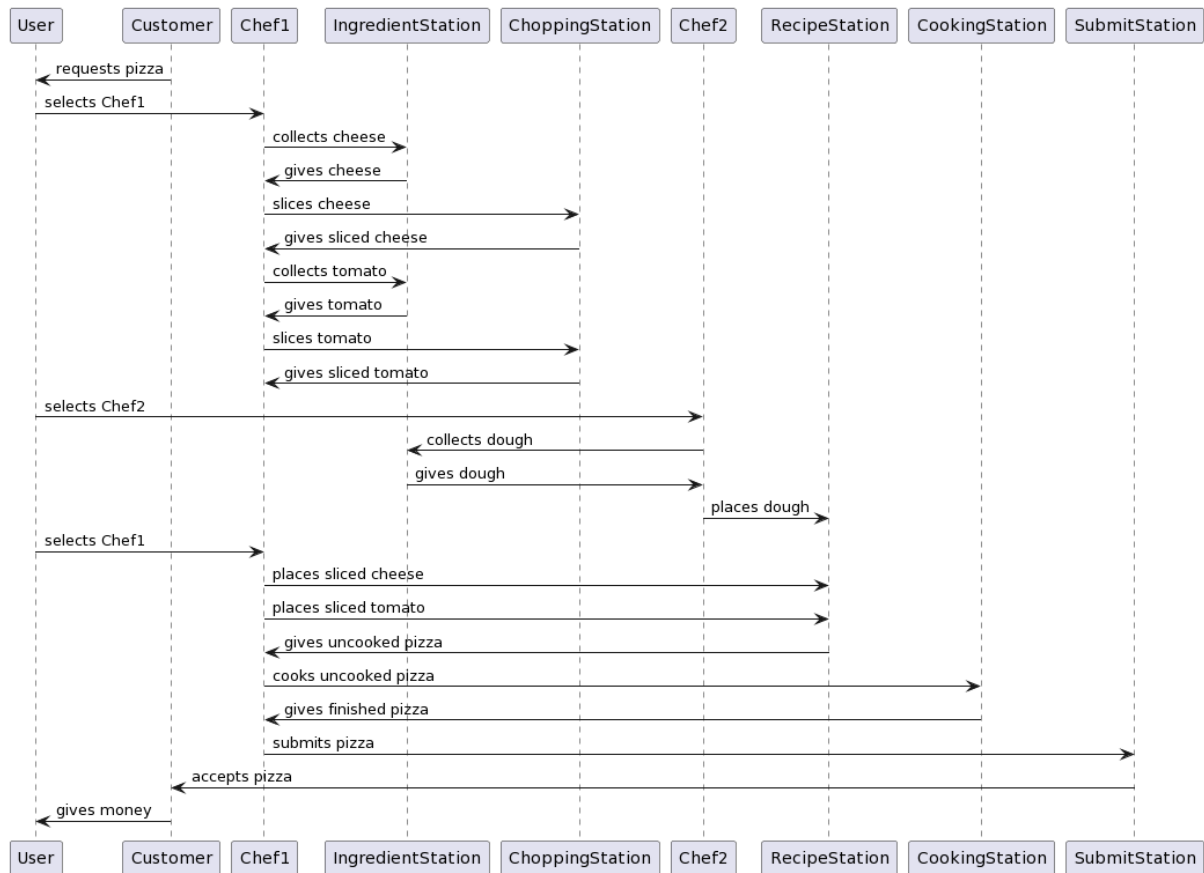 User Customer Chef1 IngredientStation ChoppingStation Chef2 RecipeStation CookingStation SubmitStation
requests pizza
selects Chef1
collects cheese
gives cheese
slices cheese
gives sliced cheese
collects tomato
gives tomato
slices tomato
gives sliced tomato
selects Chef2
collects dough
gives dough
places dough
selects Chef1
places sliced cheese
places sliced tomato
gives uncooked pizza
cooks uncooked pizza
gives finished pizza
submits pizza
accepts pizza
gives money
User Customer Chef1 IngredientStation ChoppingStation Chef2 RecipeStation CookingStation SubmitStation